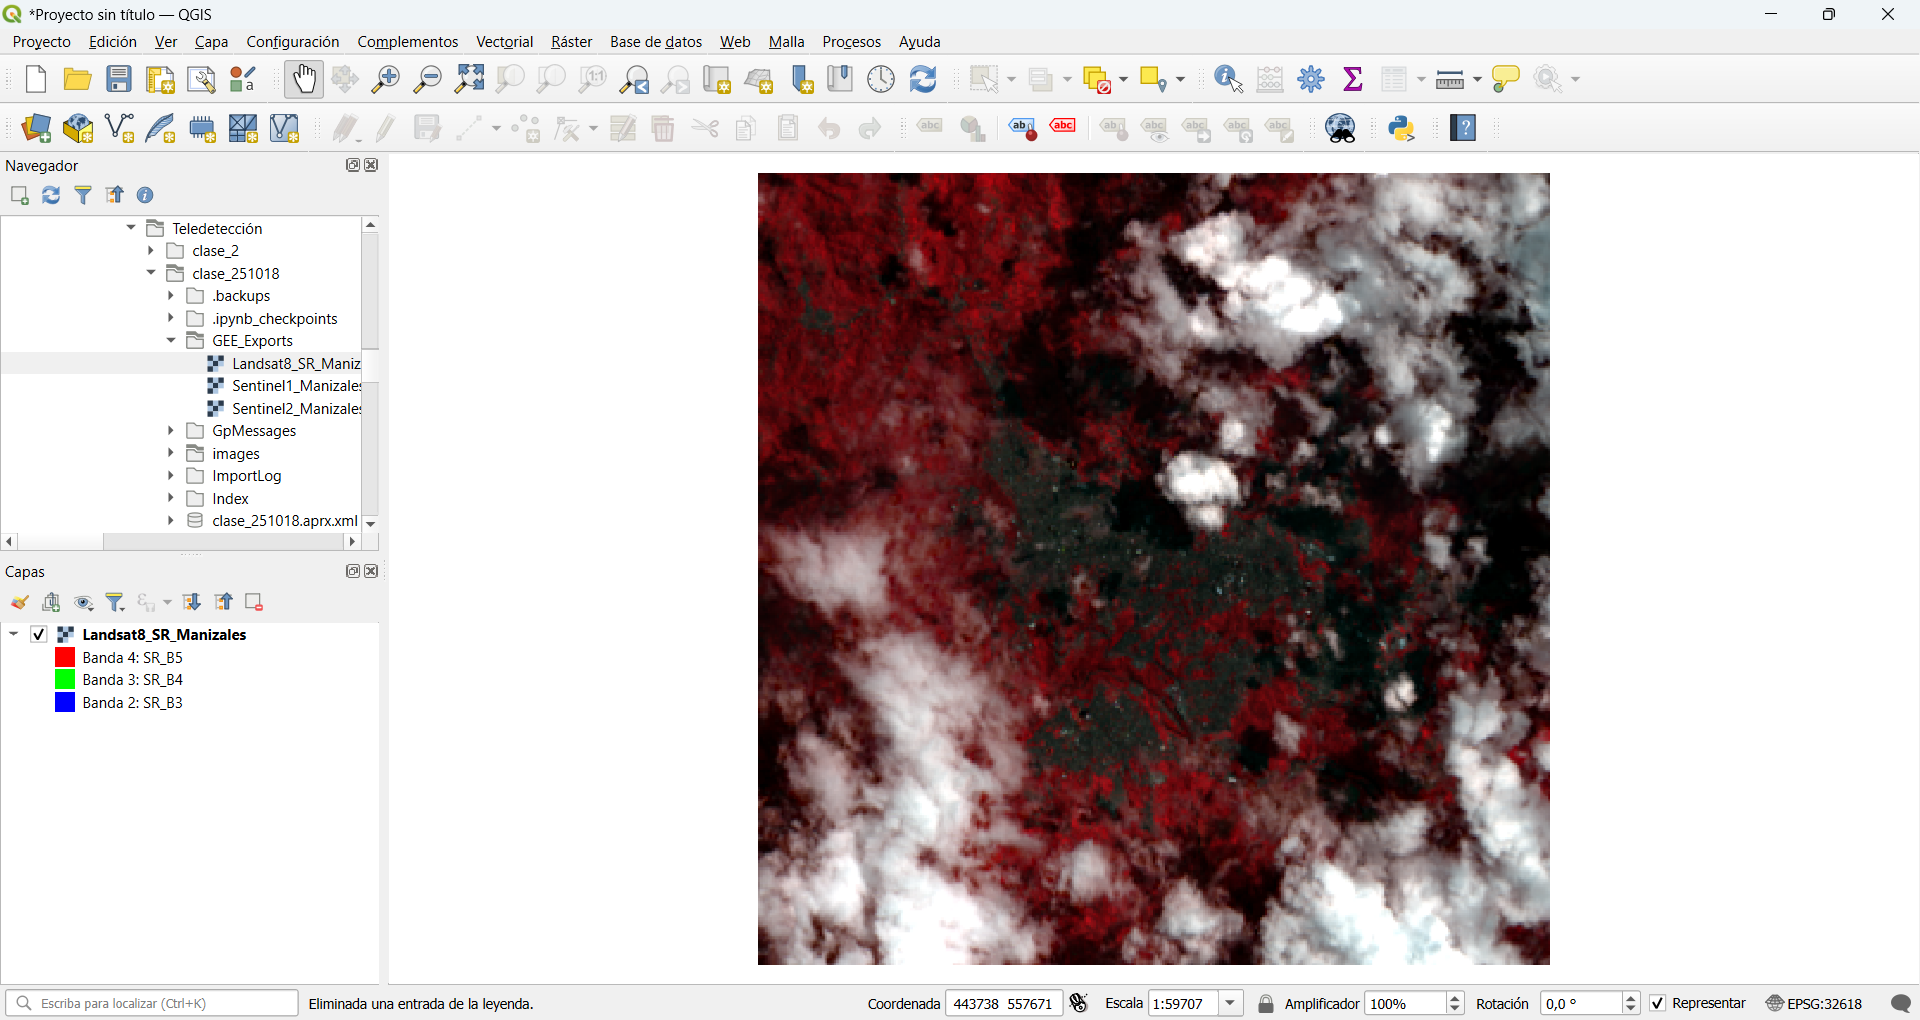 *Proyecto sin título — QGIS
Proyecto Edición Ver Capa Configuración Complementos Vectorial Ráster Base de datos Web Malla Procesos Ayuda
Navegador
Teledetección
clase_2
clase_251018
.backups
.ipynb_checkpoints
GEE_Exports
Landsat8_SR_Maniz
Sentinel1_Manizales
Sentinel2_Manizales
GpMessages
images
ImportLog
Index
clase_251018.aprx.xml
Capas
Landsat8_SR_Manizales
Banda 4: SR_B5
Banda 3: SR_B4
Banda 2: SR_B3
Escriba para localizar (Ctrl+K) Eliminada una entrada de la leyenda. Coordenada 443738 557671 Escala 1:59707 Amplificador 100% Rotación 0,0 ° Representar EPSG:32618